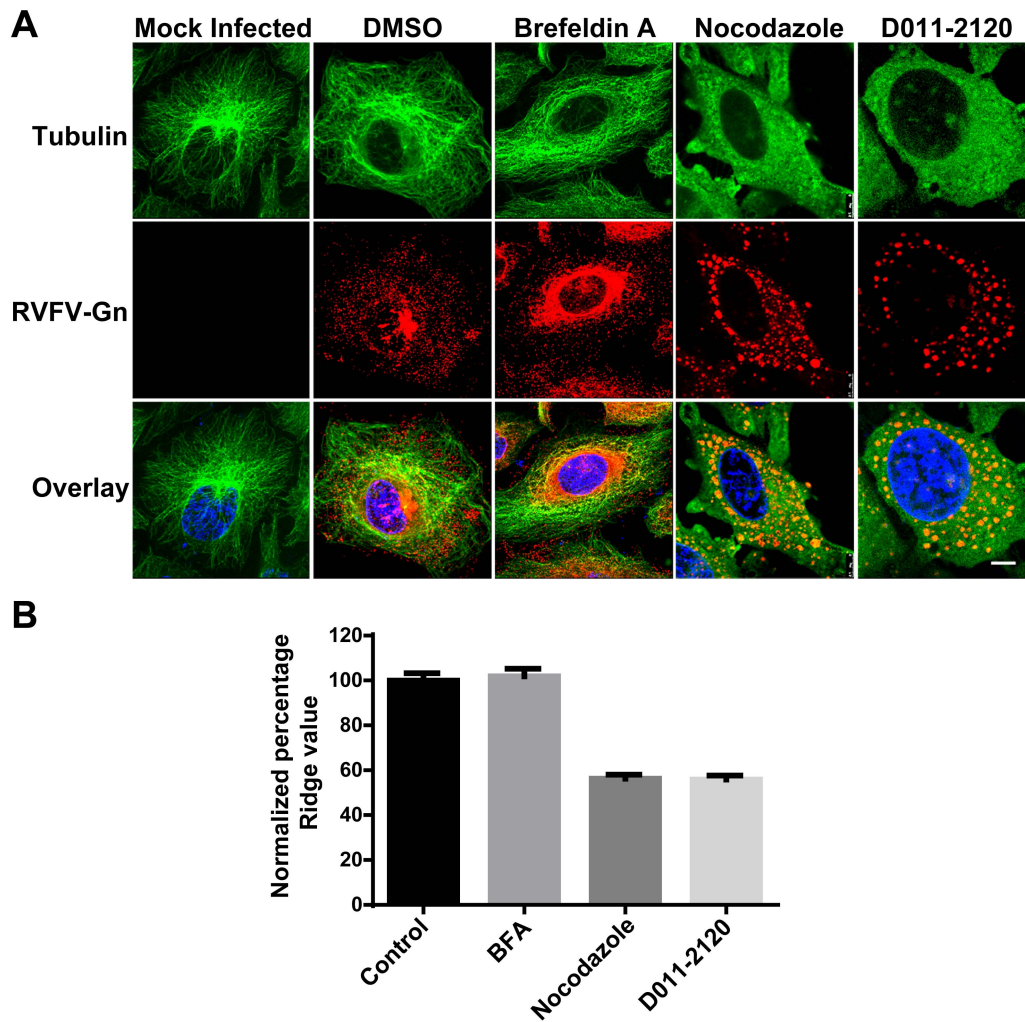 A
Mock Infected DMSO Brefeldin A Nocodazole D011-2120
Tubulin
RVFV-Gn
Overlay
B
Normalized percentage
Ridge value
120
100
80
60
40
20
0
Control
BFA
Nocodazole
D011-2120